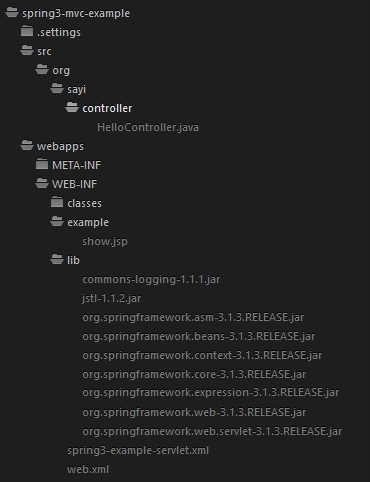 spring3-mvc-example
.settings
src
org
sayi
controller
HelloController.java
webapps
META-INF
WEB-INF
classes
example
show.jsp
lib
commons-logging-1.1.1.jar
jstl-1.1.2.jar
org.springframework.asm-3.1.3.RELEASE.jar
org.springframework.beans-3.1.3.RELEASE.jar
org.springframework.context-3.1.3.RELEASE.jar
org.springframework.core-3.1.3.RELEASE.jar
org.springframework.expression-3.1.3.RELEASE.jar
org.springframework.web-3.1.3.RELEASE.jar
org.springframework.web.servlet-3.1.3.RELEASE.jar
spring3-example-servlet.xml
web.xml